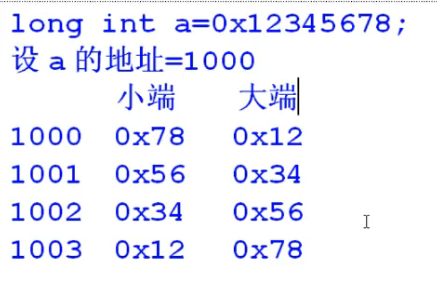 long int a=0x12345678;
设a的地址=1000
小端 大端
1000 0x78 0x12
1001 0x56 0x34
1002 0x34 0x56
1003 0x12 0x78